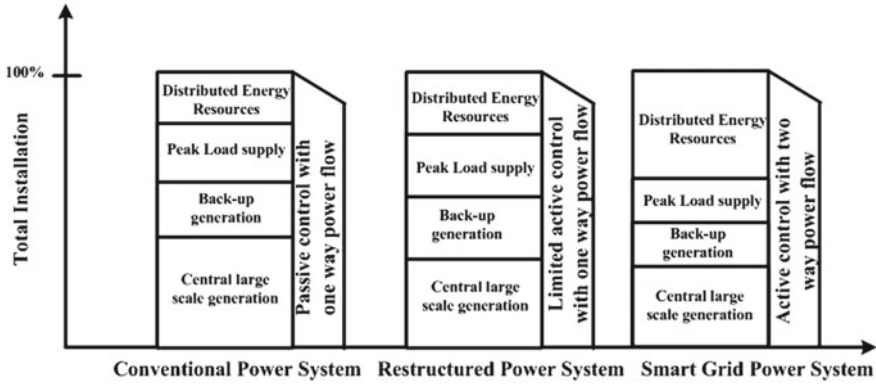 100%
Total Installation
Distributed Energy
Resources
Peak Load supply
Back-up
generation
Central large
scale generation
Passive control with
one way power flow
Distributed Energy
Resources
Peak Load supply
Back-up
generation
Central large
scale generation
Limited active control
with one way power flow
Distributed Energy
Resources
Peak Load supply
Back-up
generation
Central large
scale generation
Active control with two
way power flow
Conventional Power System
Restructured Power System
Smart Grid Power System